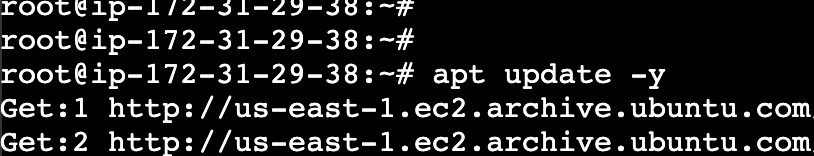 root@ip-172-31-29-38:~#
root@ip-172-31-29-38:~#
root@ip-172-31-29-38:~# apt update -y
Get:1 http://us-east-1.ec2.archive.ubuntu.com
Get:2 http://us-east-1.ec2.archive.ubuntu.com